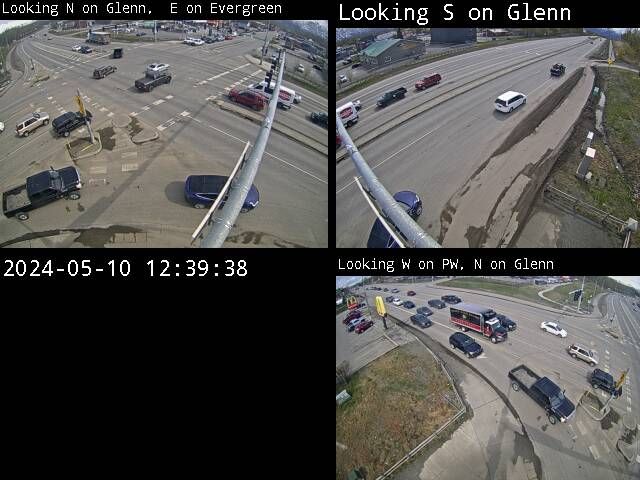 Looking N on Glenn,  E on Evergreen
Looking S on Glenn
2024-05-10 12:39:38
Looking W on PW, N on Glenn